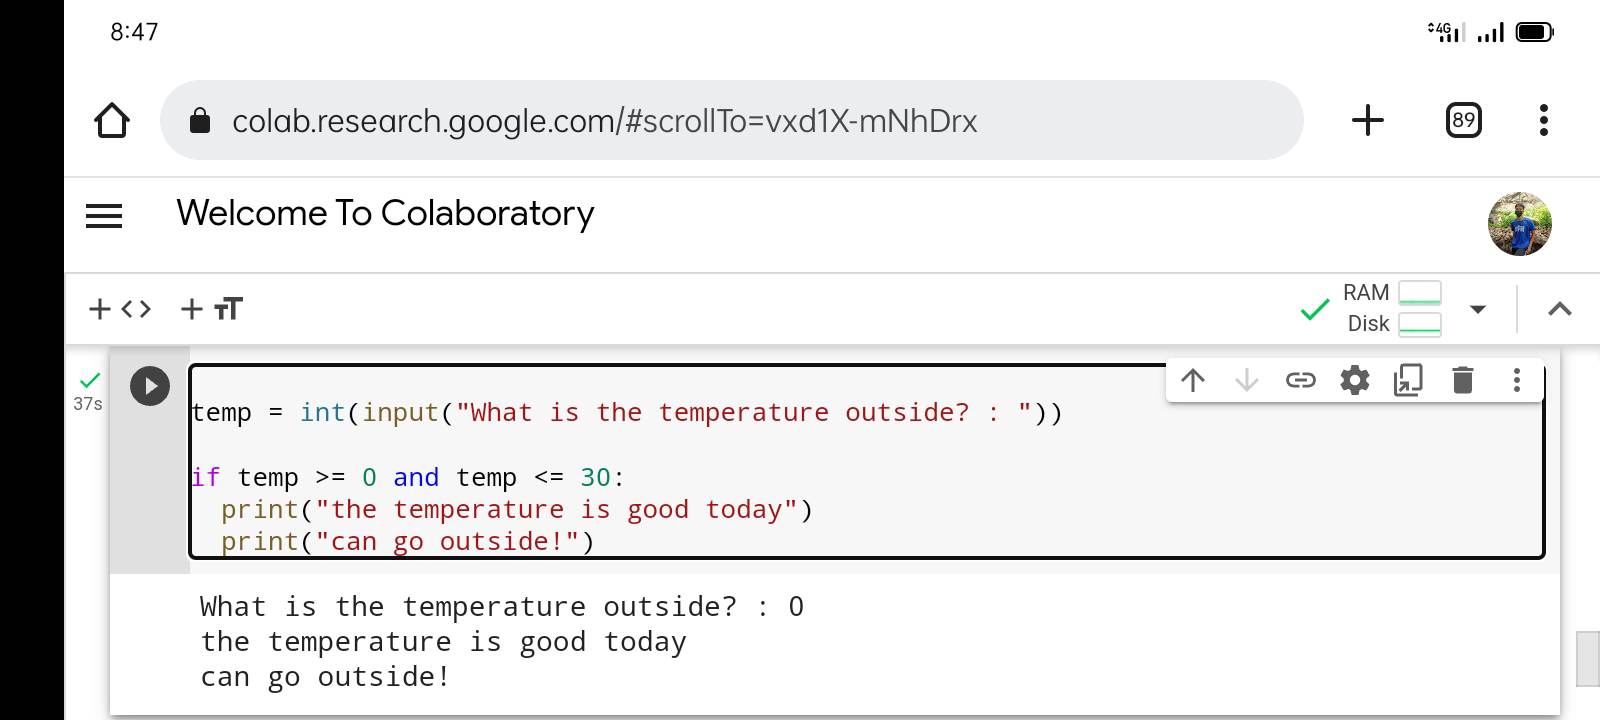 8:47
4G
colab.research.google.com/#scrollTo=vxd1X-mNhDrx
89
Welcome To Colaboratory
RAM
Disk
37s
temp = int(input("What is the temperature outside? : "))
if temp >= 0 and temp <= 30:
  print("the temperature is good today")
  print("can go outside!")
What is the temperature outside? : 0
the temperature is good today
can go outside!